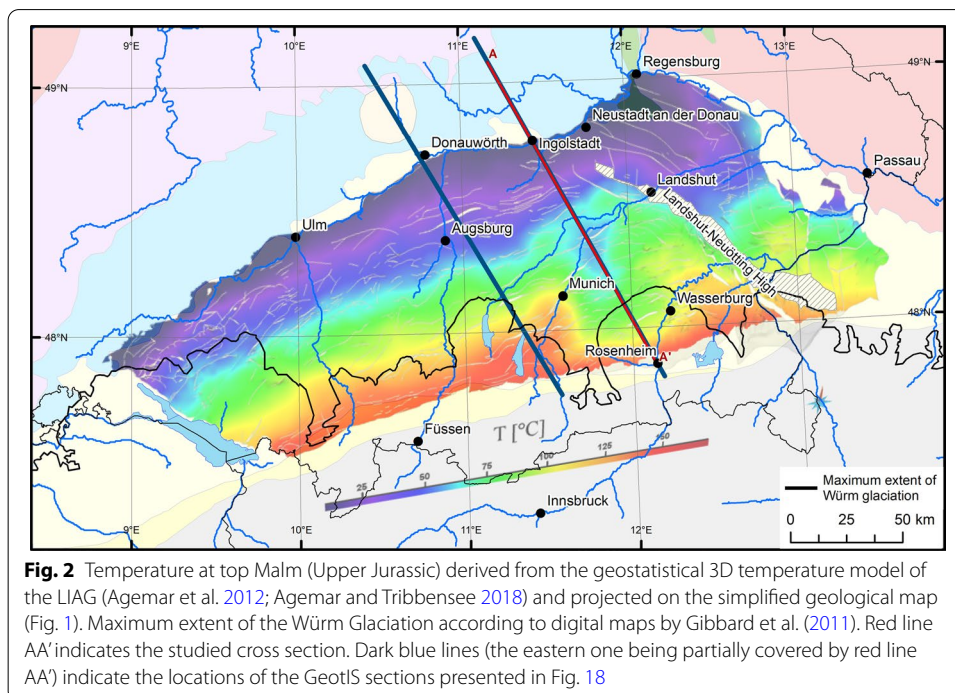 9°E 10°E 11°E 12°E 13°E
A
Regensburg
49°N 49°N
Neustadt an der Donau
Donauwörth Ingolstadt
Passau
Landshut
Ulm Augsburg
Landshut-Neuötting High
Munich
Wasserburg
48°N 48°N
Rosenheim
A'
Füssen
T [°C]
25 50 75 100 125 150
Innsbruck
Maximum extent of
Würm glaciation
0 25 50 km
9°E 10°E 11°E 12°E
Fig. 2 Temperature at top Malm (Upper Jurassic) derived from the geostatistical 3D temperature model of
the LIAG (Agemar et al. 2012; Agemar and Tribbensee 2018) and projected on the simplified geological map
(Fig. 1). Maximum extent of the Würm Glaciation according to digital maps by Gibbard et al. (2011). Red line
AA' indicates the studied cross section. Dark blue lines (the eastern one being partially covered by red line
AA') indicate the locations of the GeotIS sections presented in Fig. 18